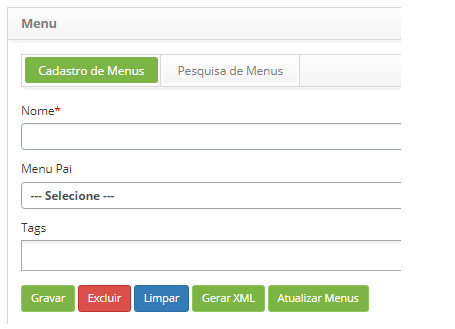 Menu
Cadastro de Menus Pesquisa de Menus
Nome*
Menu Pai
--- Selecione ---
Tags
Gravar Excluir Limpar Gerar XML Atualizar Menus